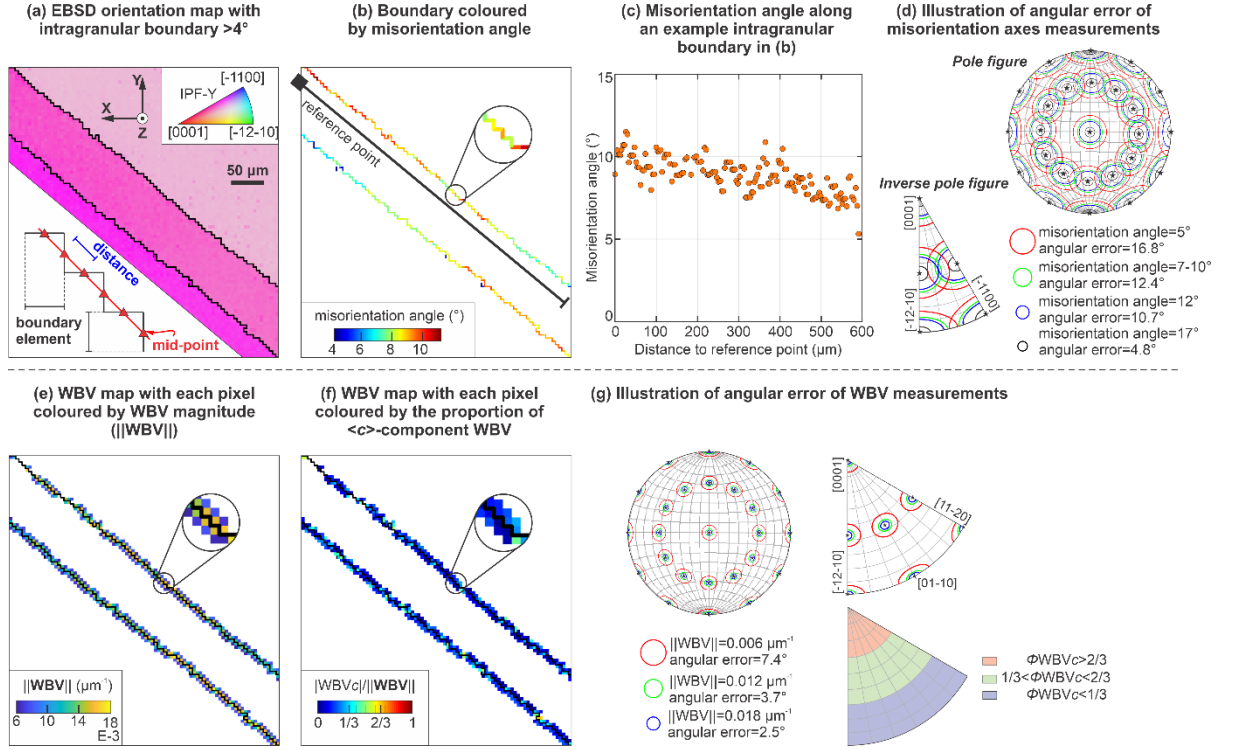 (a) EBSD orientation map with
intragranular boundary >4°
Y
X
Z
IPF-Y
[-1100]
[0001]
[-12-10]
50 µm
distance
boundary
element
mid-point
(b) Boundary coloured
by misorientation angle
reference point
misorientation angle (°)
4 6 8 10
(c) Misorientation angle along
an example intragranular
boundary in (b)
Misorientation angle (°)
15
10
5
0
0 100 200 300 400 500 600
Distance to reference point (µm)
(d) Illustration of angular error of
misorientation axes measurements
Pole figure
Inverse pole figure
[0001]
[-12-10]
[-1100]
misorientation angle=5°
angular error=16.8°
misorientation angle=7-10°
angular error=12.4°
misorientation angle=12°
angular error=10.7°
misorientation angle=17°
angular error=4.8°
(e) WBV map with each pixel
coloured by WBV magnitude
(||WBV||)
||WBV|| (µm⁻¹)
6 10 14 18
E-3
(f) WBV map with each pixel
coloured by the proportion of
<c>-component WBV
|WBVc|/||WBV||
0 1/3 2/3 1
(g) Illustration of angular error of WBV measurements
||WBV||=0.006 µm⁻¹
angular error=7.4°
||WBV||=0.012 µm⁻¹
angular error=3.7°
||WBV||=0.018 µm⁻¹
angular error=2.5°
[0001]
[11-20]
[-12-10]
[01-10]
ΦWBVc>2/3
1/3<ΦWBVc<2/3
ΦWBVc<1/3